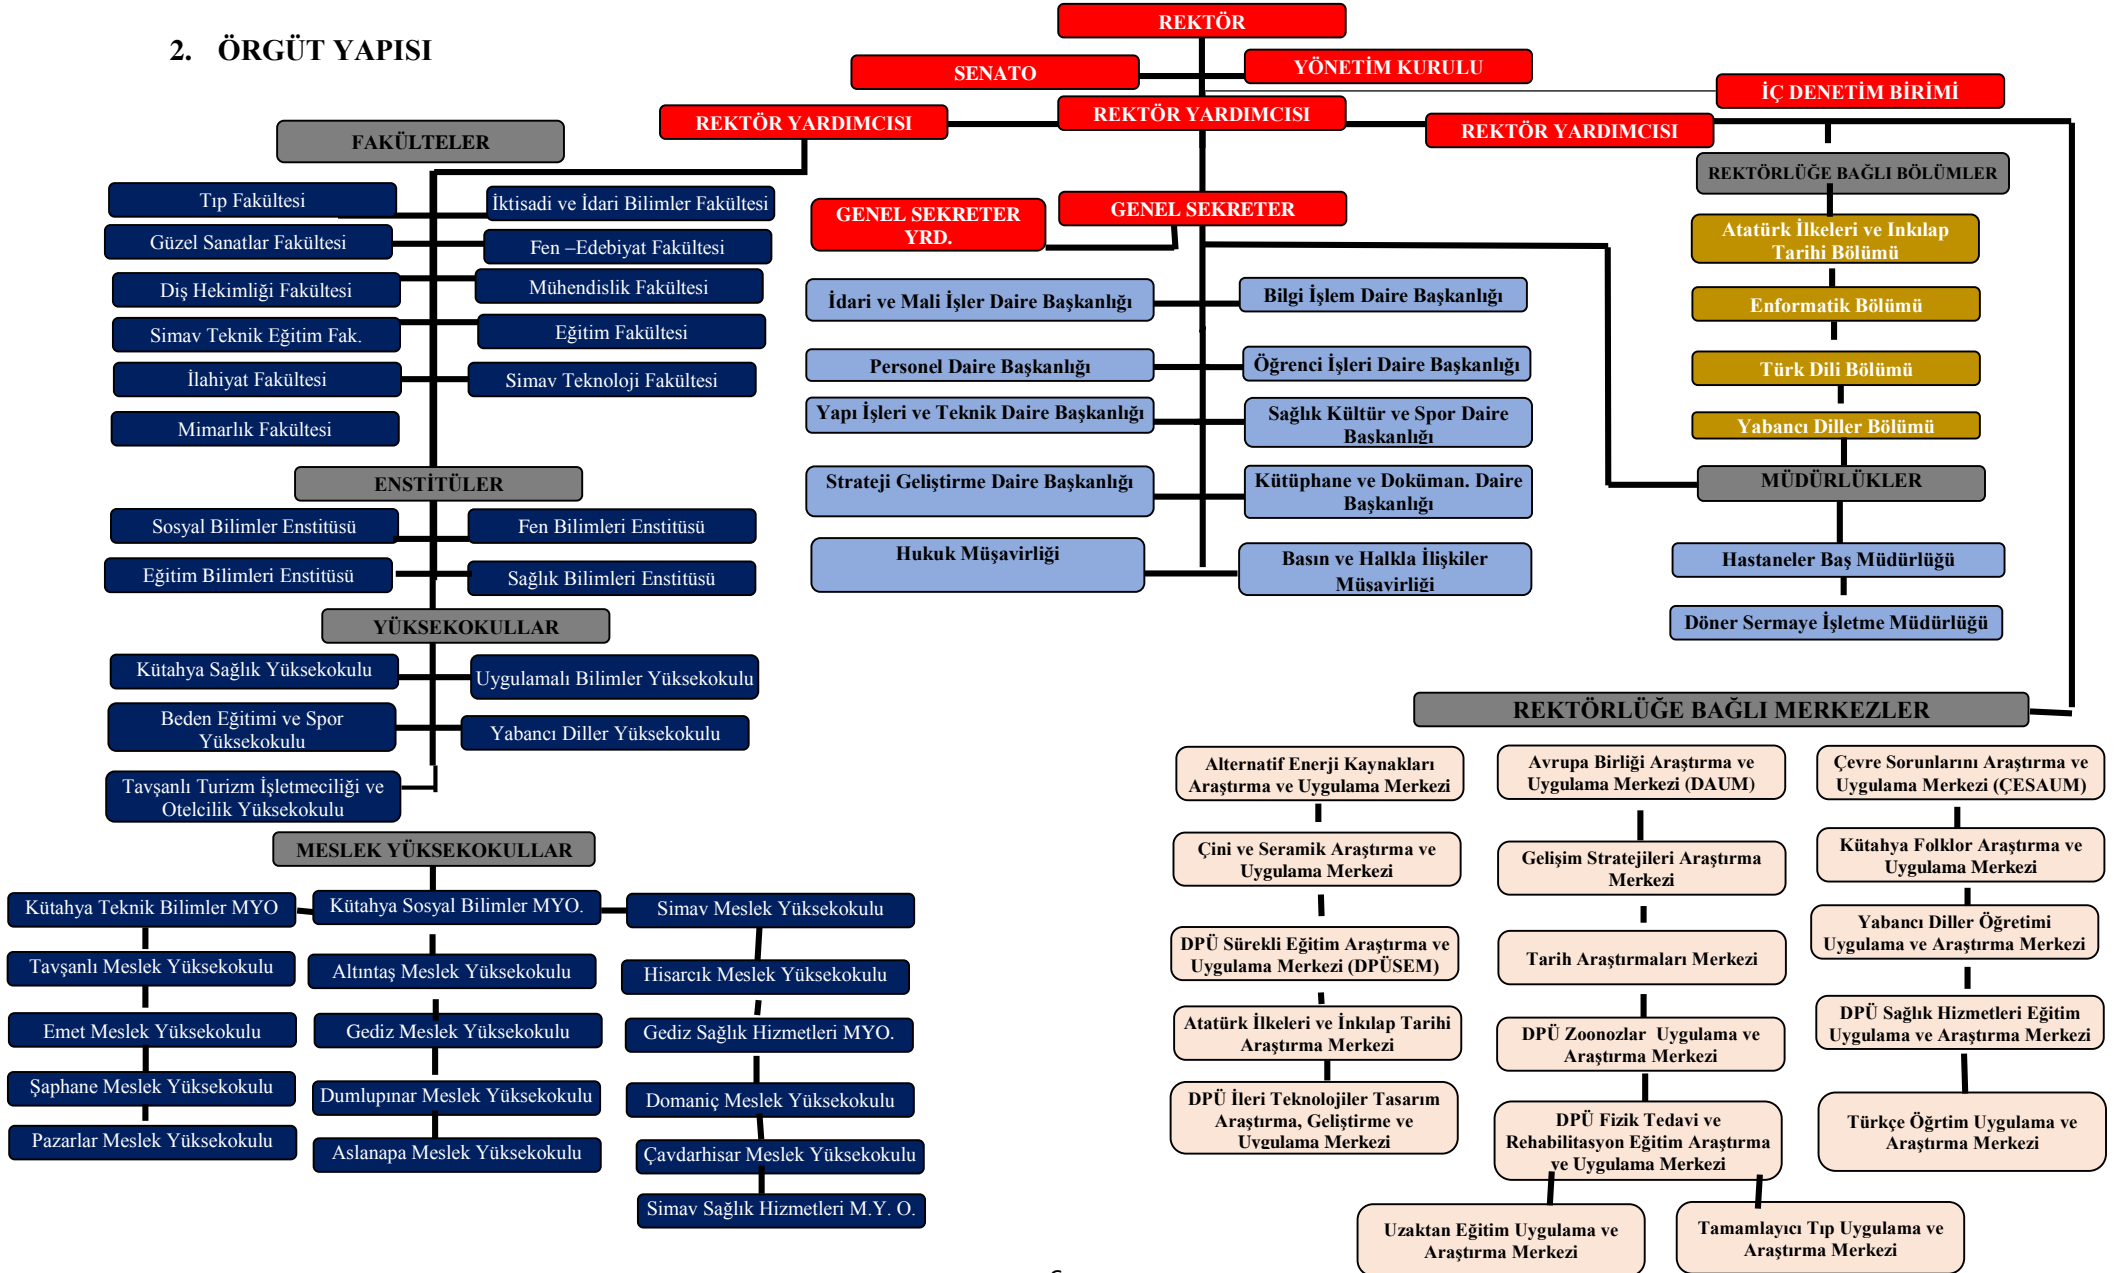 2. ÖRGÜT YAPISI
REKTÖR
SENATO
YÖNETİM KURULU
İÇ DENETİM BİRİMİ
REKTÖR YARDIMCISI
REKTÖR YARDIMCISI
REKTÖR YARDIMCISI
FAKÜLTELER
Tıp Fakültesi
İktisadi ve İdari Bilimler Fakültesi
Güzel Sanatlar Fakültesi
Fen –Edebiyat Fakültesi
Diş Hekimliği Fakültesi
Mühendislik Fakültesi
Simav Teknik Eğitim Fak.
Eğitim Fakültesi
İlahiyat Fakültesi
Simav Teknoloji Fakültesi
Mimarlık Fakültesi
ENSTİTÜLER
Sosyal Bilimler Enstitüsü
Fen Bilimleri Enstitüsü
Eğitim Bilimleri Enstitüsü
Sağlık Bilimleri Enstitüsü
YÜKSEKOKULLAR
Kütahya Sağlık Yüksekokulu
Uygulamalı Bilimler Yüksekokulu
Beden Eğitimi ve Spor
Yüksekokulu
Yabancı Diller Yüksekokulu
Tavşanlı Turizm İşletmeciliği ve
Otelcilik Yüksekokulu
MESLEK YÜKSEKOKULLAR
Kütahya Teknik Bilimler MYO
Kütahya Sosyal Bilimler MYO.
Simav Meslek Yüksekokulu
Tavşanlı Meslek Yüksekokulu
Altıntaş Meslek Yüksekokulu
Hisarcık Meslek Yüksekokulu
Emet Meslek Yüksekokulu
Gediz Meslek Yüksekokulu
Gediz Sağlık Hizmetleri MYO.
Şaphane Meslek Yüksekokulu
Dumlupınar Meslek Yüksekokulu
Domaniç Meslek Yüksekokulu
Pazarlar Meslek Yüksekokulu
Aslanapa Meslek Yüksekokulu
Çavdarhisar Meslek Yüksekokulu
Simav Sağlık Hizmetleri M.Y. O.
GENEL SEKRETER
YRD.
GENEL SEKRETER
İdari ve Mali İşler Daire Başkanlığı
Bilgi İşlem Daire Başkanlığı
Personel Daire Başkanlığı
Öğrenci İşleri Daire Başkanlığı
Yapı İşleri ve Teknik Daire Başkanlığı
Sağlık Kültür ve Spor Daire
Başkanlığı
Strateji Geliştirme Daire Başkanlığı
Kütüphane ve Doküman. Daire
Başkanlığı
Hukuk Müşavirliği
Basın ve Halkla İlişkiler
Müşavirliği
REKTÖRLÜĞE BAĞLI BÖLÜMLER
Atatürk İlkeleri ve Inkılap
Tarihi Bölümü
Enformatik Bölümü
Türk Dili Bölümü
Yabancı Diller Bölümü
MÜDÜRLÜKLER
Hastaneler Baş Müdürlüğü
Döner Sermaye İşletme Müdürlüğü
REKTÖRLÜĞE BAĞLI MERKEZLER
Alternatif Enerji Kaynakları
Araştırma ve Uygulama Merkezi
Avrupa Birliği Araştırma ve
Uygulama Merkezi (DAUM)
Çevre Sorunlarını Araştırma ve
Uygulama Merkezi (ÇESAUM)
Çini ve Seramik Araştırma ve
Uygulama Merkezi
Gelişim Stratejileri Araştırma
Merkezi
Kütahya Folklor Araştırma ve
Uygulama Merkezi
DPÜ Sürekli Eğitim Araştırma ve
Uygulama Merkezi (DPÜSEM)
Tarih Araştırmaları Merkezi
Yabancı Diller Öğretimi
Uygulama ve Araştırma Merkezi
Atatürk İlkeleri ve İnkılap Tarihi
Araştırma Merkezi
DPÜ Zoonozlar Uygulama ve
Araştırma Merkezi
DPÜ Sağlık Hizmetleri Eğitim
Uygulama ve Araştırma Merkezi
DPÜ İleri Teknolojiler Tasarım
Araştırma, Geliştirme ve
Uygulama Merkezi
DPÜ Fizik Tedavi ve
Rehabilitasyon Eğitim Araştırma
ve Uygulama Merkezi
Türkçe Öğrtim Uygulama ve
Araştırma Merkezi
Uzaktan Eğitim Uygulama ve
Araştırma Merkezi
Tamamlayıcı Tıp Uygulama ve
Araştırma Merkezi